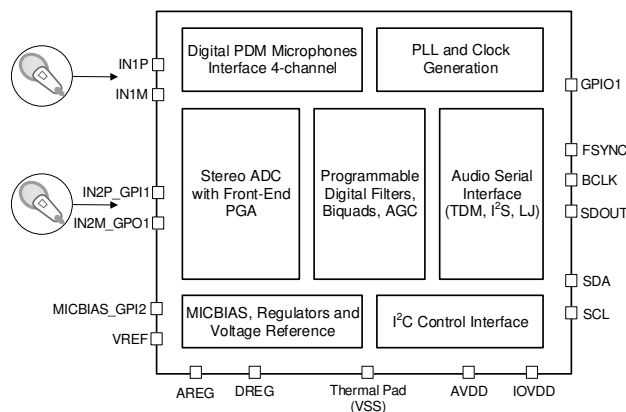 Digital PDM Microphones
Interface 4-channel
PLL and Clock
Generation
IN1P
IN1M
GPIO1
Stereo ADC
with Front-End
PGA
Programmable
Digital Filters,
Biquads, AGC
Audio Serial
Interface
(TDM, I²S, LJ)
FSYNC
BCLK
SDOUT
IN2P_GPI1
IN2M_GPO1
SDA
SCL
MICBIAS_GPI2
VREF
MICBIAS, Regulators and
Voltage Reference
I²C Control Interface
AREG
DREG
Thermal Pad
(VSS)
AVDD
IOVDD